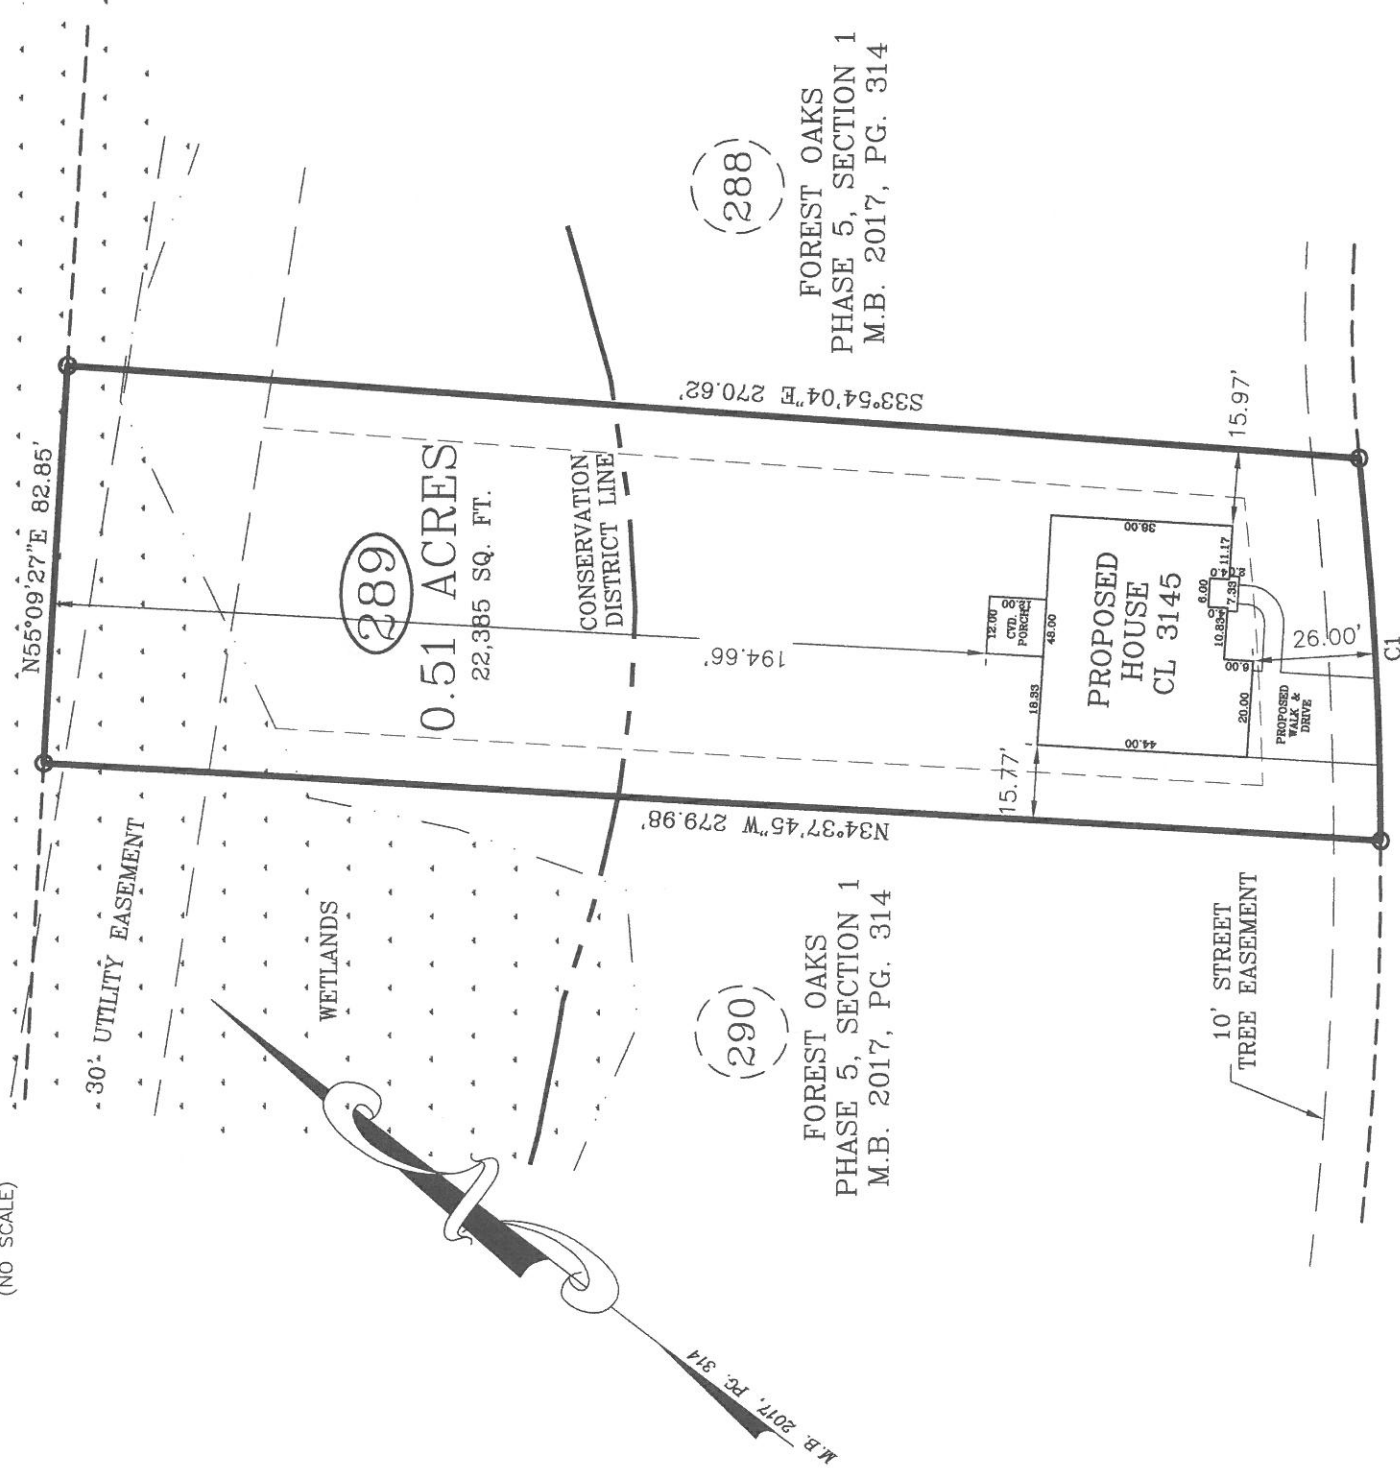 (NO SCALE)
N55°09'27"E 82.85'
30' UTILITY EASEMENT
WETLANDS
289
0.51 ACRES
22,385 SQ. FT.
CONSERVATION
DISTRICT LINE
S33°54'04"E 270.62'
N34°37'45"W 279.98'
194.66'
288
FOREST OAKS
PHASE 5, SECTION 1
M.B. 2017, PG. 314
290
FOREST OAKS
PHASE 5, SECTION 1
M.B. 2017, PG. 314
12.00
CVD.
PORCH
48.00
18.33
38.00
44.00
PROPOSED
HOUSE
CL 3145
11.17
6.00
7.33
10.83
6.00
20.00
15.97'
15.77'
26.00'
PROPOSED
WALK &
DRIVE
C1
10' STREET
TREE EASEMENT
M.B. 2017, PG. 314